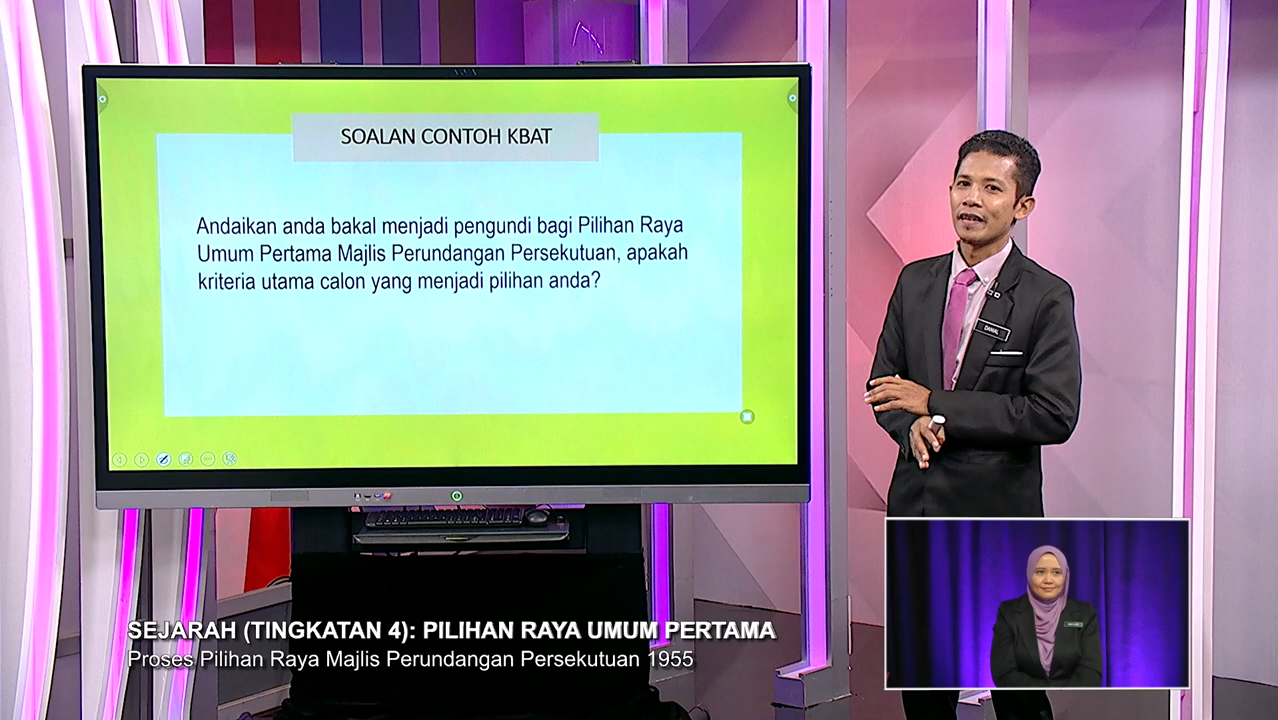 SOALAN CONTOH KBAT
Andaikan anda bakal menjadi pengundi bagi Pilihan Raya
Umum Pertama Majlis Perundangan Persekutuan, apakah
kriteria utama calon yang menjadi pilihan anda?
DANIAL
SEJARAH (TINGKATAN 4): PILIHAN RAYA UMUM PERTAMA
Proses Pilihan Raya Majlis Perundangan Persekutuan 1955